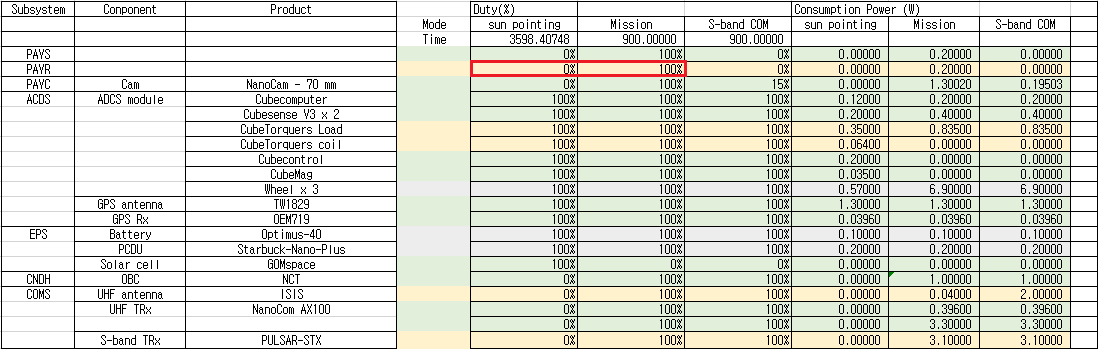 Subsystem Conponent Product Duty(%) Consumption Power (W)
Mode sun pointing Mission S-band COM sun pointing Mission S-band COM
Time 3598.40748 900.00000 900.00000
PAYS 0% 100% 0% 0.00000 0.20000 0.00000
PAYR 0% 100% 0% 0.00000 0.20000 0.00000
PAYC Cam NanoCam - 70 mm 0% 100% 15% 0.00000 1.30020 0.19503
ACDS ADCS module Cubecomputer 100% 100% 100% 0.12000 0.20000 0.20000
Cubesense V3 x 2 100% 100% 100% 0.20000 0.40000 0.40000
CubeTorquers Load 100% 100% 100% 0.35000 0.83500 0.83500
CubeTorquers coil 100% 100% 100% 0.06400 0.00000 0.00000
Cubecontrol 100% 100% 100% 0.20000 0.00000 0.00000
CubeMag 100% 100% 100% 0.03500 0.00000 0.00000
Wheel x 3 100% 100% 100% 0.57000 6.90000 6.90000
GPS antenna TW1829 100% 100% 100% 1.30000 1.30000 1.30000
GPS Rx OEM719 100% 100% 100% 0.03960 0.03960 0.03960
EPS Battery Optimus-40 100% 100% 100% 0.10000 0.10000 0.10000
PCDU Starbuck-Nano-Plus 100% 100% 100% 0.20000 0.20000 0.20000
Solar cell GOMspace 100% 0% 0% 0.00000 0.00000 0.00000
CNDH OBC NCT 0% 100% 100% 0.00000 1.00000 1.00000
COMS UHF antenna ISIS 0% 100% 100% 0.00000 0.04000 2.00000
UHF TRx NanoCom AX100 0% 100% 100% 0.00000 0.39600 0.39600
0% 100% 100% 0.00000 3.30000 3.30000
S-band TRx PULSAR-STX 0% 100% 100% 0.00000 3.10000 3.10000